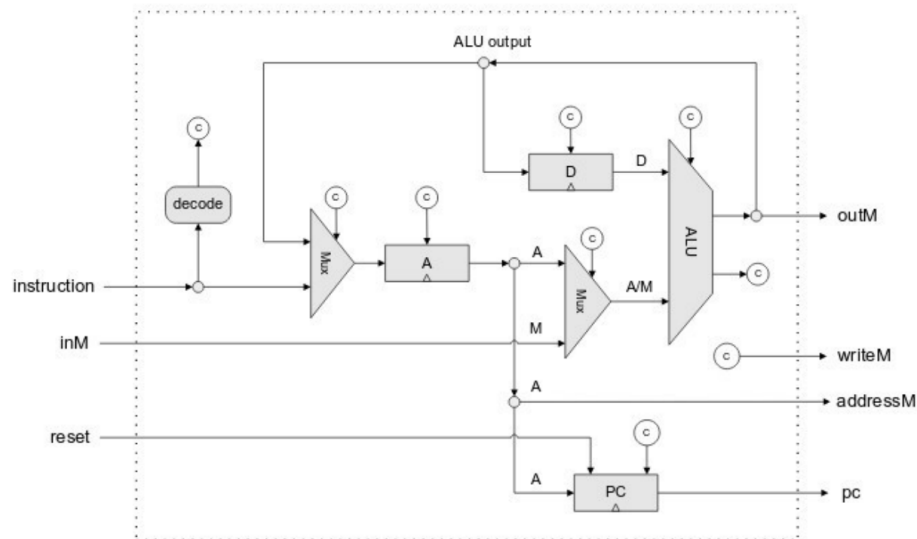 ALU output
C
C
C
D
D
decode
C
C
outM
ALU
C
Mux
A
A
Mux
A/M
C
instruction
inM
M
C
writeM
A
addressM
reset
C
A
PC
pc